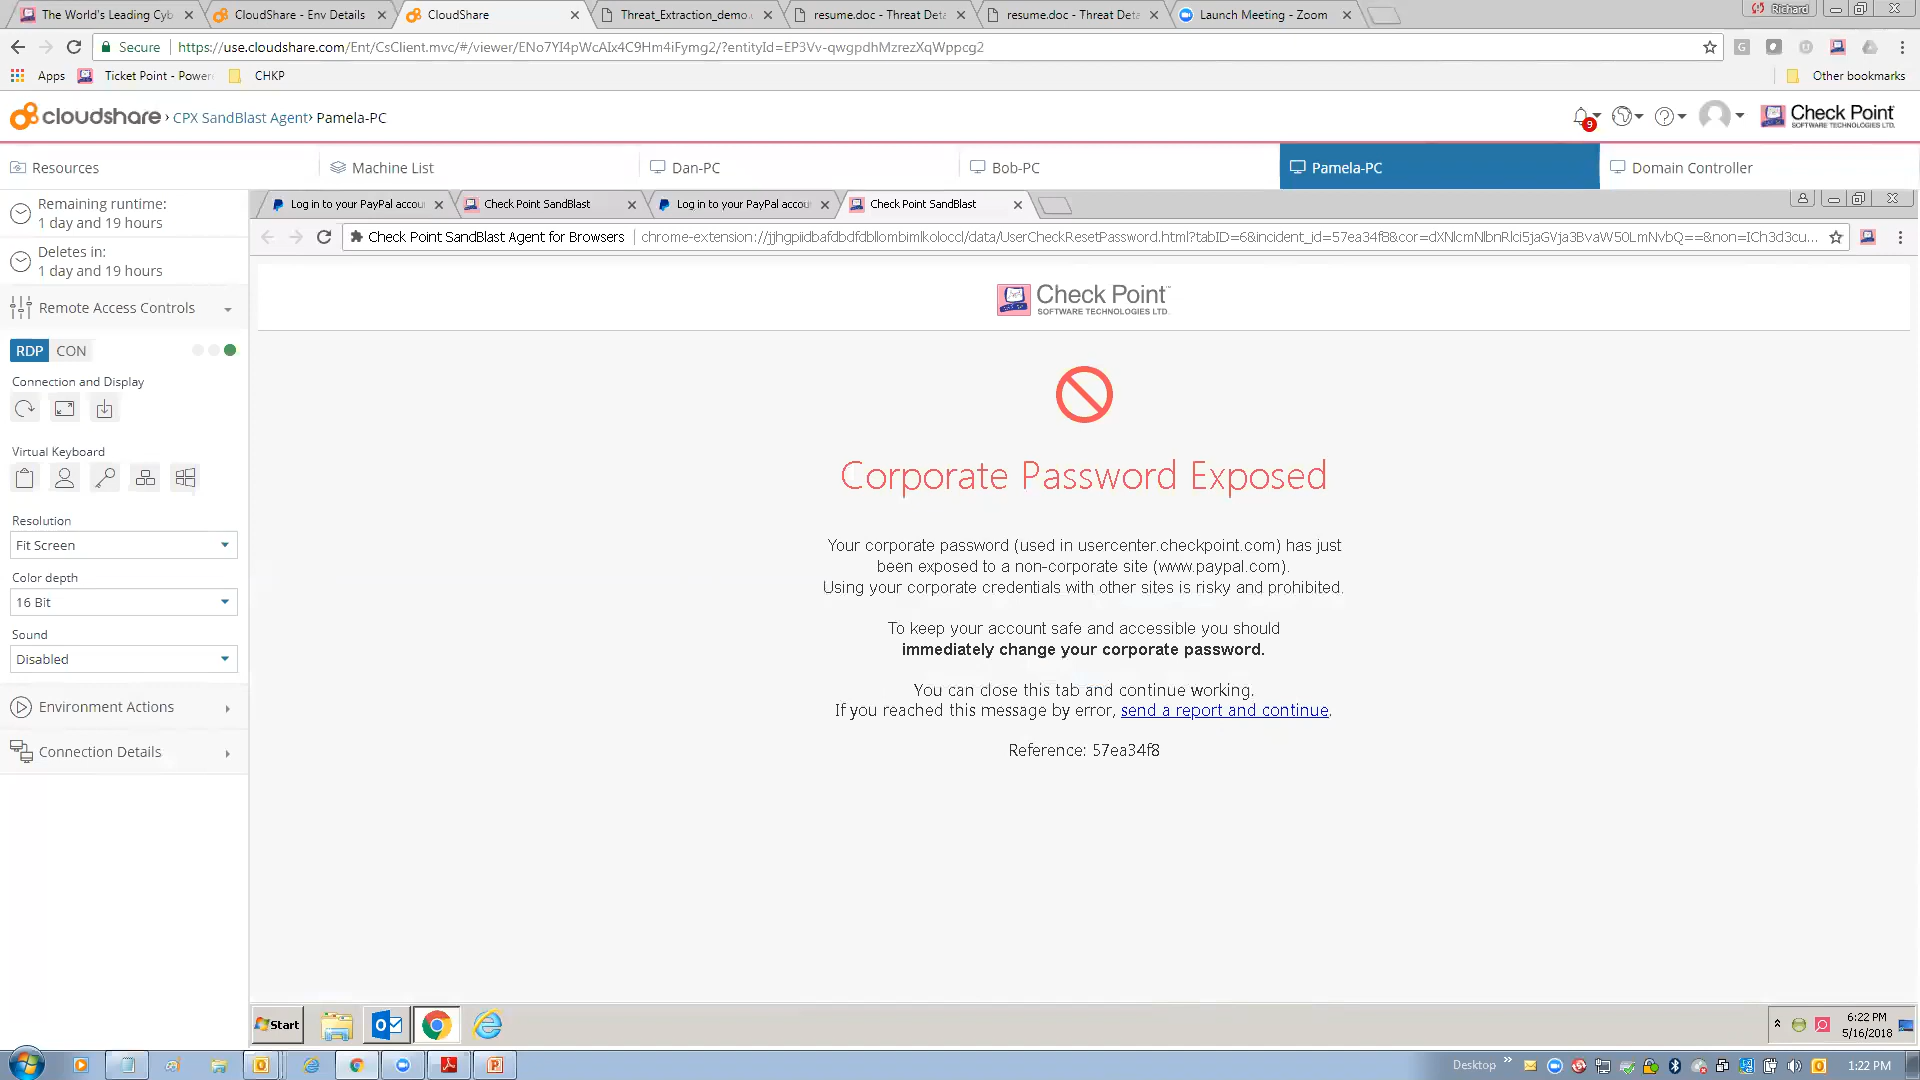 The World's Leading Cyb
CloudShare - Env Details
CloudShare
Threat_Extraction_demo.
resume.doc - Threat Deta
resume.doc - Threat Deta
Launch Meeting - Zoom
Richard
Secure
https://use.cloudshare.com/Ent/CsClient.mvc/#/viewer/ENo7YI4pWcAIx4C9Hm4iFymg2/?entityId=EP3Vv-qwgpdhMzrezXqWppcg2
Apps
Ticket Point - Power
CHKP
Other bookmarks
cloudshare › CPX SandBlast Agent› Pamela-PC
9
Check Point
SOFTWARE TECHNOLOGIES LTD.
Resources
Machine List
Dan-PC
Bob-PC
Pamela-PC
Domain Controller
Remaining runtime:
1 day and 19 hours
Deletes in:
1 day and 19 hours
Remote Access Controls
RDP CON
Connection and Display
Virtual Keyboard
Resolution
Fit Screen
Color depth
16 Bit
Sound
Disabled
Environment Actions
Connection Details
Log in to your PayPal accou
Check Point SandBlast
Log in to your PayPal accou
Check Point SandBlast
Check Point SandBlast Agent for Browsers
chrome-extension://jjhgpiidbafdbdfdbllombimlkoloccl/data/UserCheckResetPassword.html?tabID=6&incident_id=57ea34f8&cor=dXNlcmNlbnRlci5jaGVja3BvaW50LmNvbQ==&non=ICh3d3cu...
Check Point™
SOFTWARE TECHNOLOGIES LTD.
Corporate Password Exposed
Your corporate password (used in usercenter.checkpoint.com) has just
been exposed to a non-corporate site (www.paypal.com).
Using your corporate credentials with other sites is risky and prohibited.
To keep your account safe and accessible you should
immediately change your corporate password.
You can close this tab and continue working.
If you reached this message by error, send a report and continue.
Reference: 57ea34f8
Start
6:22 PM
5/16/2018
Desktop
1:22 PM